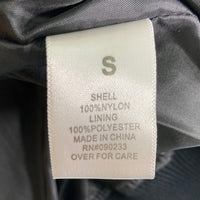 S
SHELL
100%NYLON
LINING
100%POLYESTER
MADE IN CHINA
RN#090233
OVER FOR CARE